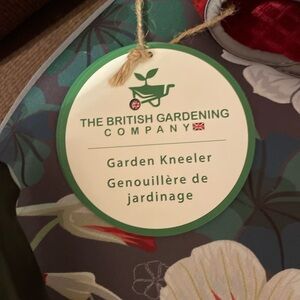 THE BRITISH GARDENING
COMPANY
Garden Kneeler
Genouillère de
jardinage